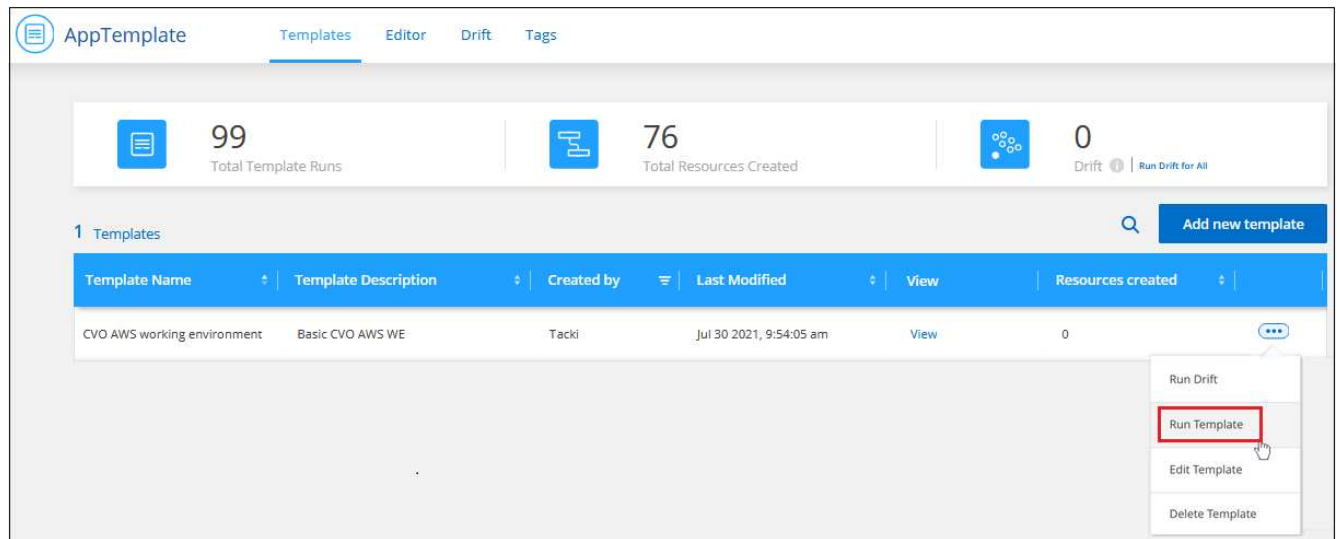 AppTemplate Templates Editor Drift Tags
99 76 0
Total Template Runs Total Resources Created Drift Run Drift for All
1 Templates Add new template
Template Name Template Description Created by Last Modified View Resources created
CVO AWS working environment Basic CVO AWS WE Tacki Jul 30 2021, 9:54:05 am View 0
Run Drift
Run Template
Edit Template
Delete Template